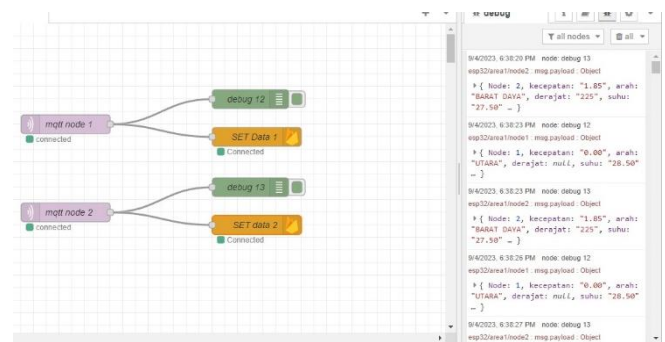 debug
all nodes
all
debug 12
mqtt node 1
connected
SET Data 1
Connected
debug 13
mqtt node 2
connected
SET data 2
Connected
9/4/2023, 6:38:20 PM node: debug 13
esp32/area1/node2 : msg.payload : Object
{ Node: 2, kecepatan: "1.85", arah:
"BARAT DAYA", derajat: "225", suhu:
"27.50" … }
9/4/2023, 6:38:23 PM node: debug 12
esp32/area1/node1 : msg.payload : Object
{ Node: 1, kecepatan: "0.00", arah:
"UTARA", derajat: null, suhu: "28.50"
… }
9/4/2023, 6:38:23 PM node: debug 13
esp32/area1/node2 : msg.payload : Object
{ Node: 2, kecepatan: "1.85", arah:
"BARAT DAYA", derajat: "225", suhu:
"27.50" … }
9/4/2023, 6:38:26 PM node: debug 12
esp32/area1/node1 : msg.payload : Object
{ Node: 1, kecepatan: "0.00", arah:
"UTARA", derajat: null, suhu: "28.50"
… }
9/4/2023, 6:38:27 PM node: debug 13
esp32/area1/node2 : msg.payload : Object